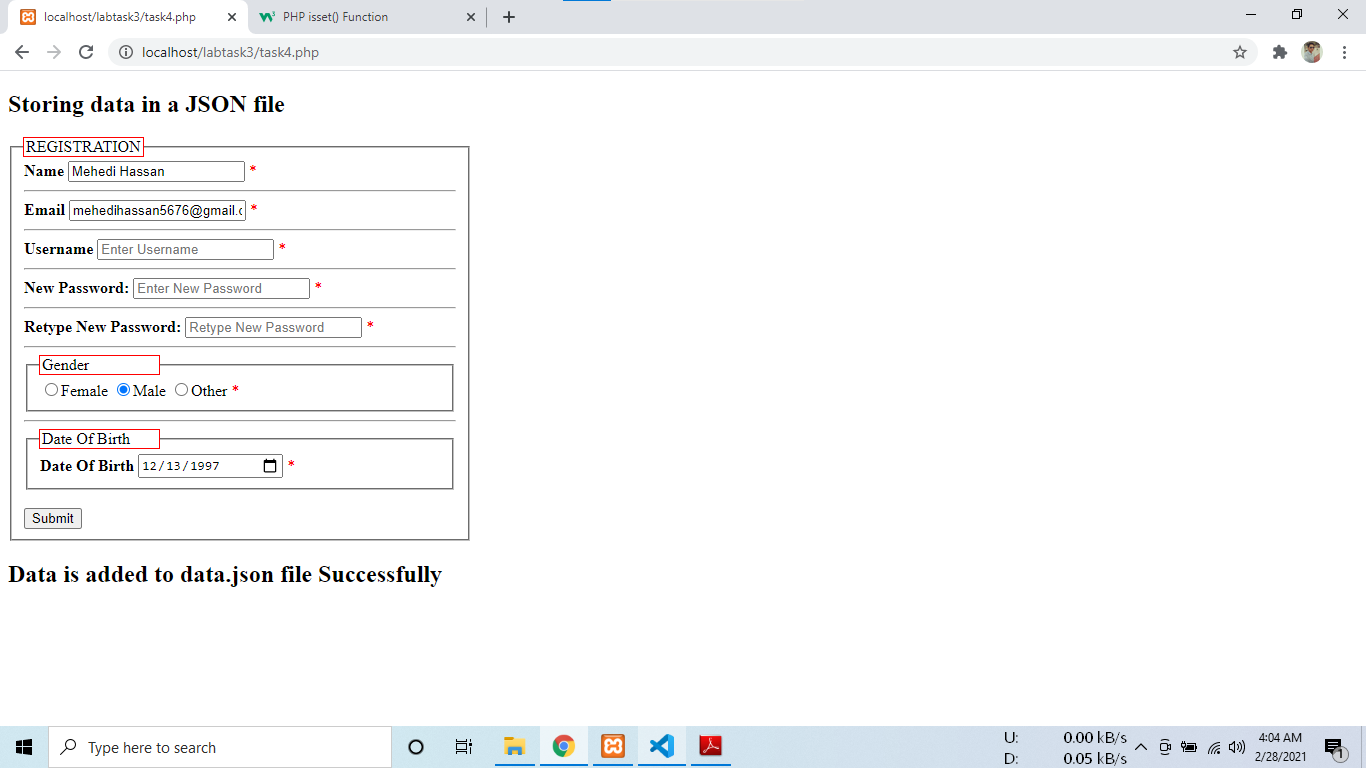 localhost/labtask3/task4.php
PHP isset() Function
localhost/labtask3/task4.php
Storing data in a JSON file
REGISTRATION
Name Mehedi Hassan *
Email mehedihassan5676@gmail.c *
Username Enter Username *
New Password: Enter New Password *
Retype New Password: Retype New Password *
Gender
Female Male Other *
Date Of Birth
Date Of Birth 12/13/1997 *
Submit
Data is added to data.json file Successfully
Type here to search
U: 0.00 kB/s
D: 0.05 kB/s
4:04 AM
2/28/2021
1